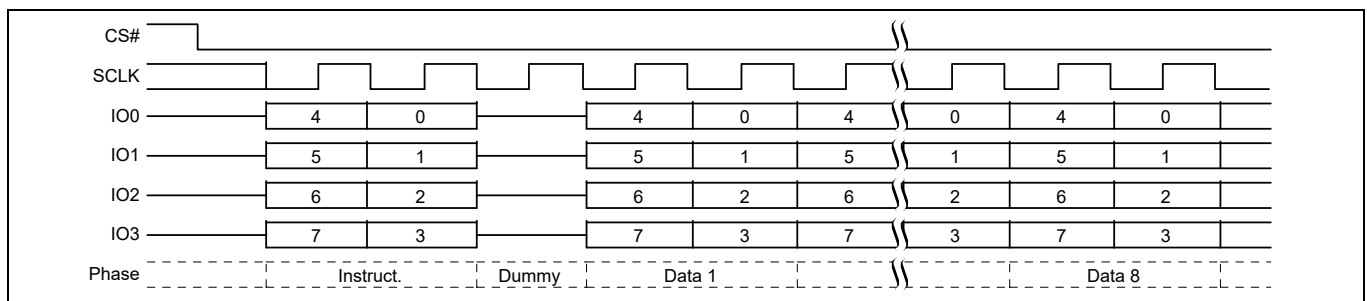 CS#
SCLK
IO0 4 0 4 0 4 0 4 0
IO1 5 1 5 1 5 1 5 1
IO2 6 2 6 2 6 2 6 2
IO3 7 3 7 3 7 3 7 3
Phase Instruct. Dummy Data 1 Data 8